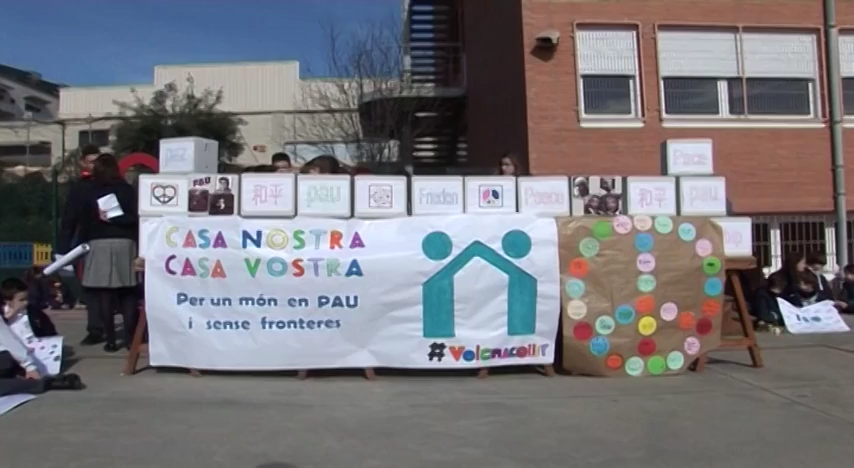 Pace
PAU
和平
pau
Frieden
Peace
和平
pau
CASA NOSTRA
CASA VOSTRA
Per un món en PAU
i sense fronteres
#Volemacollir